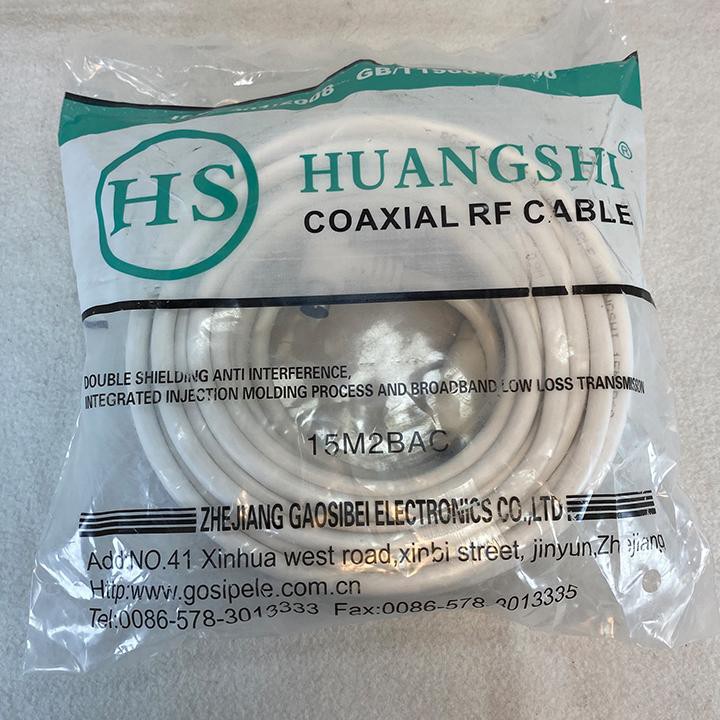 HS
HUANGSHI®
COAXIAL RF CABLE
DOUBLE SHIELDING ANTI INTERFERENCE,
INTEGRATED INJECTION MOLDING PROCESS AND BROADBAND LOW LOSS TRANSMISSION
15M2BAC
ZHEJIANG GAOSIBEI ELECTRONICS CO.,LTD
Add:NO.41 Xinhua west road,xinbi street, jinyun,Zhejiang
Http:www.gosipele.com.cn
Tel:0086-578-3013333 Fax:0086-578-3013335